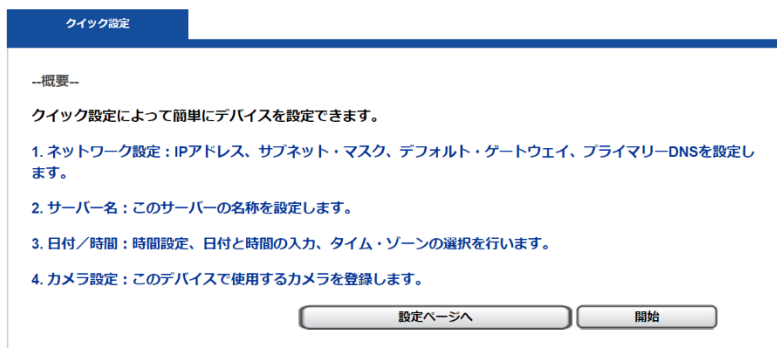 クイック設定
--概要--
クイック設定によって簡単にデバイスを設定できます。
1. ネットワーク設定：IPアドレス、サブネット・マスク、デフォルト・ゲートウェイ、プライマリーDNSを設定し
ます。
2. サーバー名：このサーバーの名称を設定します。
3. 日付／時間：時間設定、日付と時間の入力、タイム・ゾーンの選択を行います。
4. カメラ設定：このデバイスで使用するカメラを登録します。
設定ページへ 開始